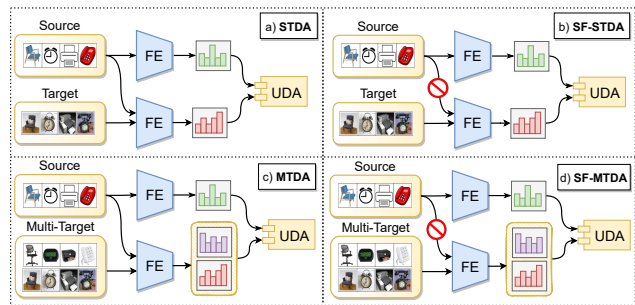 a) STDA
Source
FE
Target
FE
UDA
b) SF-STDA
Source
FE
Target
FE
UDA
c) MTDA
Source
FE
Multi-Target
FE
UDA
d) SF-MTDA
Source
FE
Multi-Target
FE
UDA